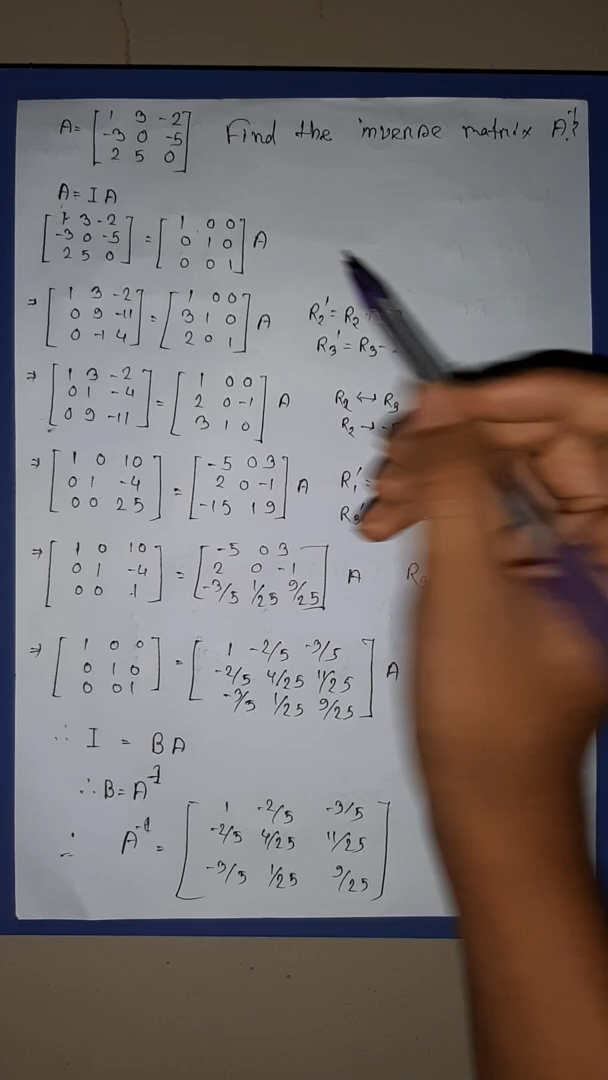 A = [ 1 3 -2 ; -3 0 -5 ; 2 5 0 ] Find the inverse matrix A⁻¹?
A = I A
[ 1 3 -2 ; -3 0 -5 ; 2 5 0 ] = [ 1 0 0 ; 0 1 0 ; 0 0 1 ] A
⇒ [ 1 3 -2 ; 0 9 -11 ; 0 -1 4 ] = [ 1 0 0 ; 3 1 0 ; 2 0 1 ] A R₂' = R₂ R₃' = R₃ -
⇒ [ 1 3 -2 ; 0 1 -4 ; 0 9 -11 ] = [ 1 0 0 ; 2 0 -1 ; 3 1 0 ] A R₂ ↔ R₃ R₂ →
⇒ [ 1 0 10 ; 0 1 -4 ; 0 0 25 ] = [ -5 0 3 ; 2 0 -1 ; -15 1 9 ] A R₁' =
⇒ [ 1 0 10 ; 0 1 -4 ; 0 0 1 ] = [ -5 0 3 ; 2 0 -1 ; -3/5 1/25 9/25 ] A
⇒ [ 1 0 0 ; 0 1 0 ; 0 0 1 ] = [ 1 -2/5 -3/5 ; -2/5 4/25 11/25 ; -3/5 1/25 9/25 ] A
∴ I = BA
∴ B = A⁻¹
∴ A⁻¹ = [ 1 -2/5 -3/5 ; -2/5 4/25 11/25 ; -3/5 1/25 9/25 ]